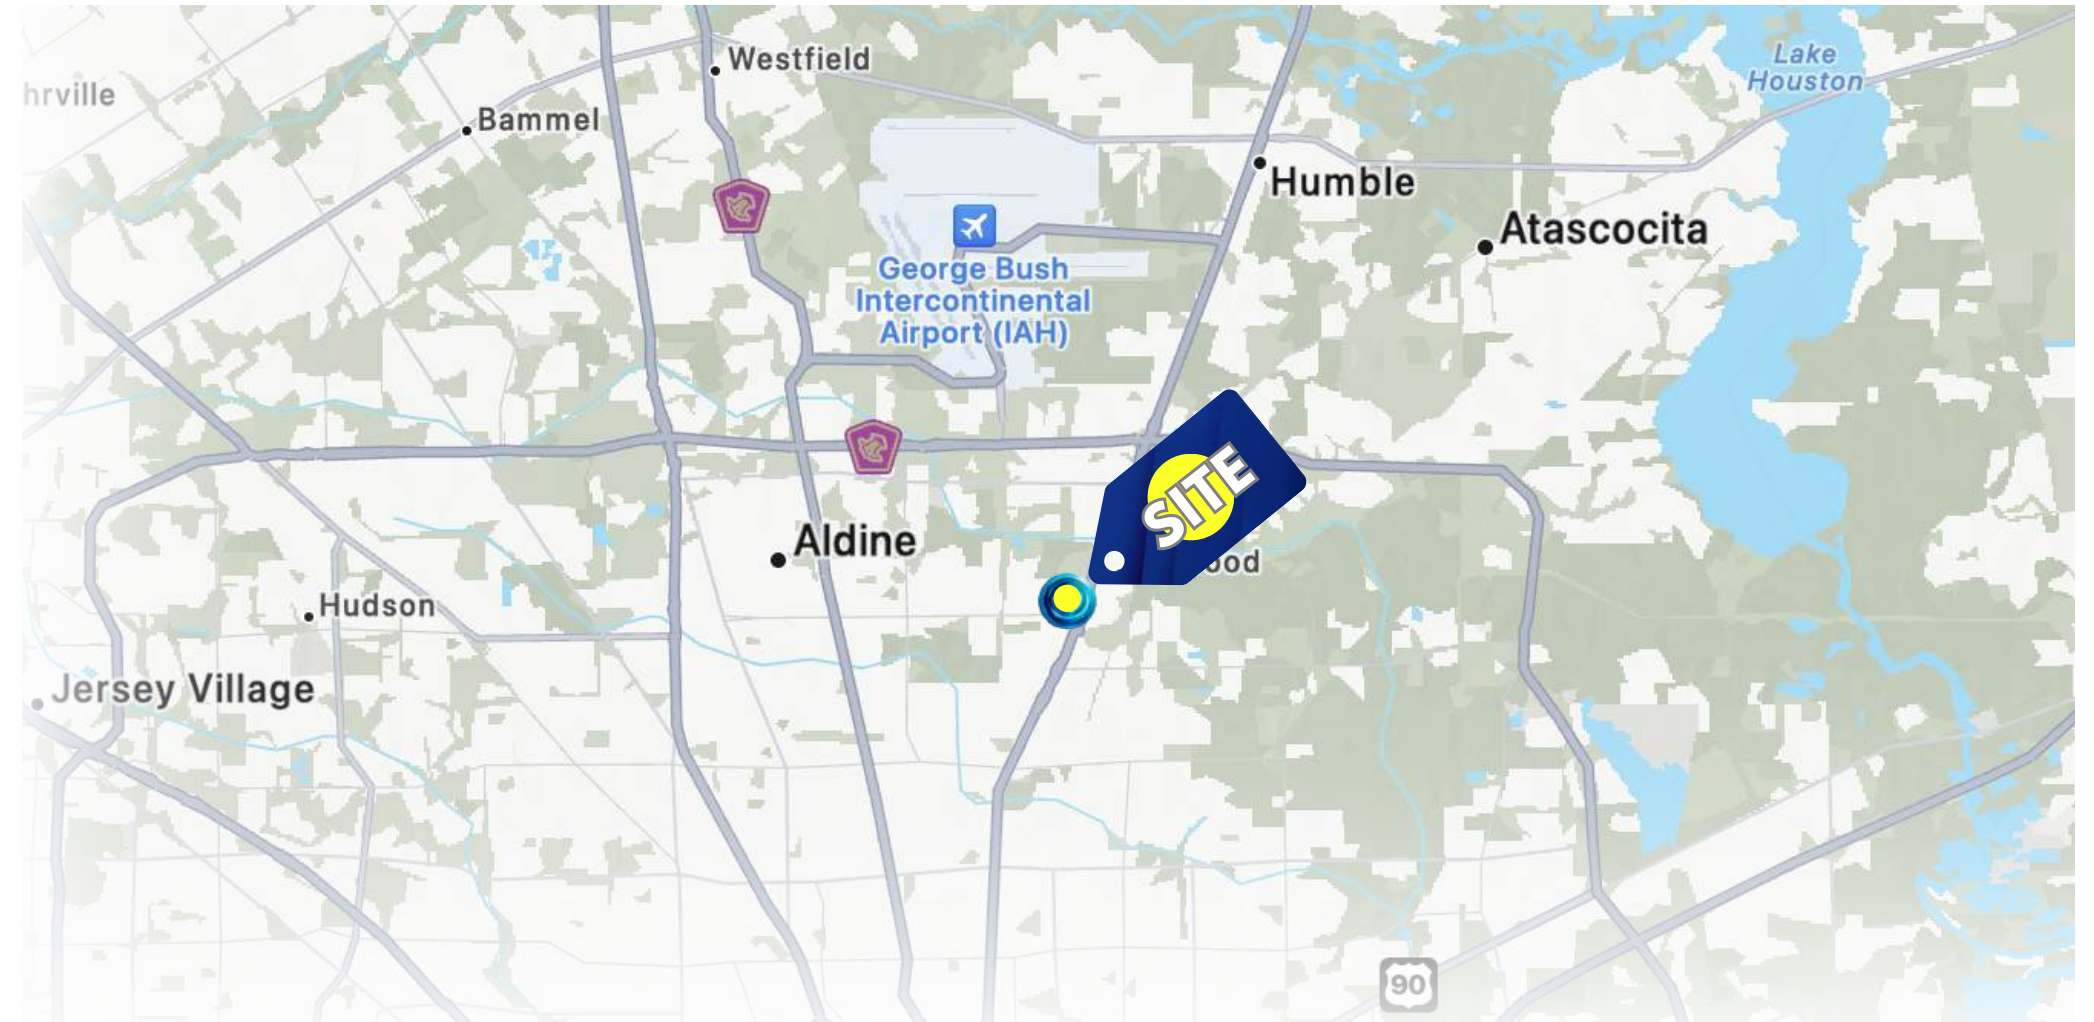 Westfield
Lake
Houston
hrville
Bammel
Humble
Atascocita
George Bush
Intercontinental
Airport (IAH)
SITE
Aldine
ood
Hudson
Jersey Village
90